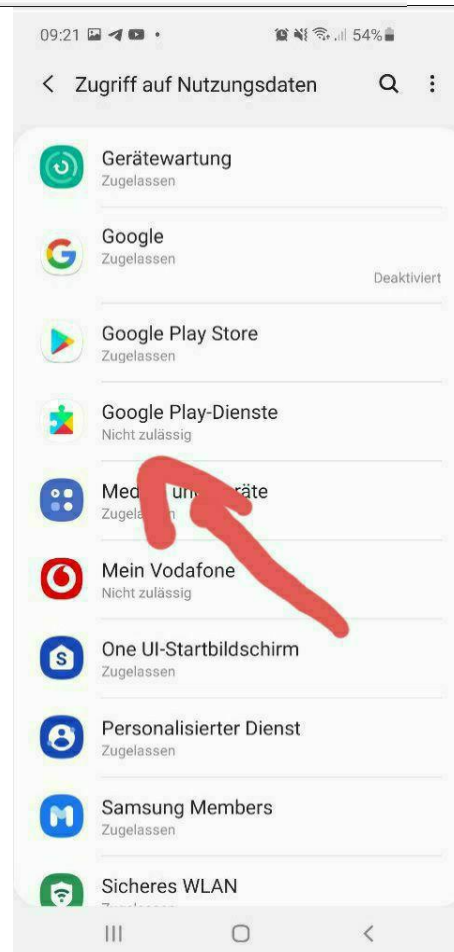 09:21 54%
Zugriff auf Nutzungsdaten
Gerätewartung
Zugelassen
Google
Zugelassen
Deaktiviert
Google Play Store
Zugelassen
Google Play-Dienste
Nicht zulässig
Mein Vodafone
Nicht zulässig
One UI-Startbildschirm
Zugelassen
Personalisierter Dienst
Zugelassen
Samsung Members
Zugelassen
Sicheres WLAN